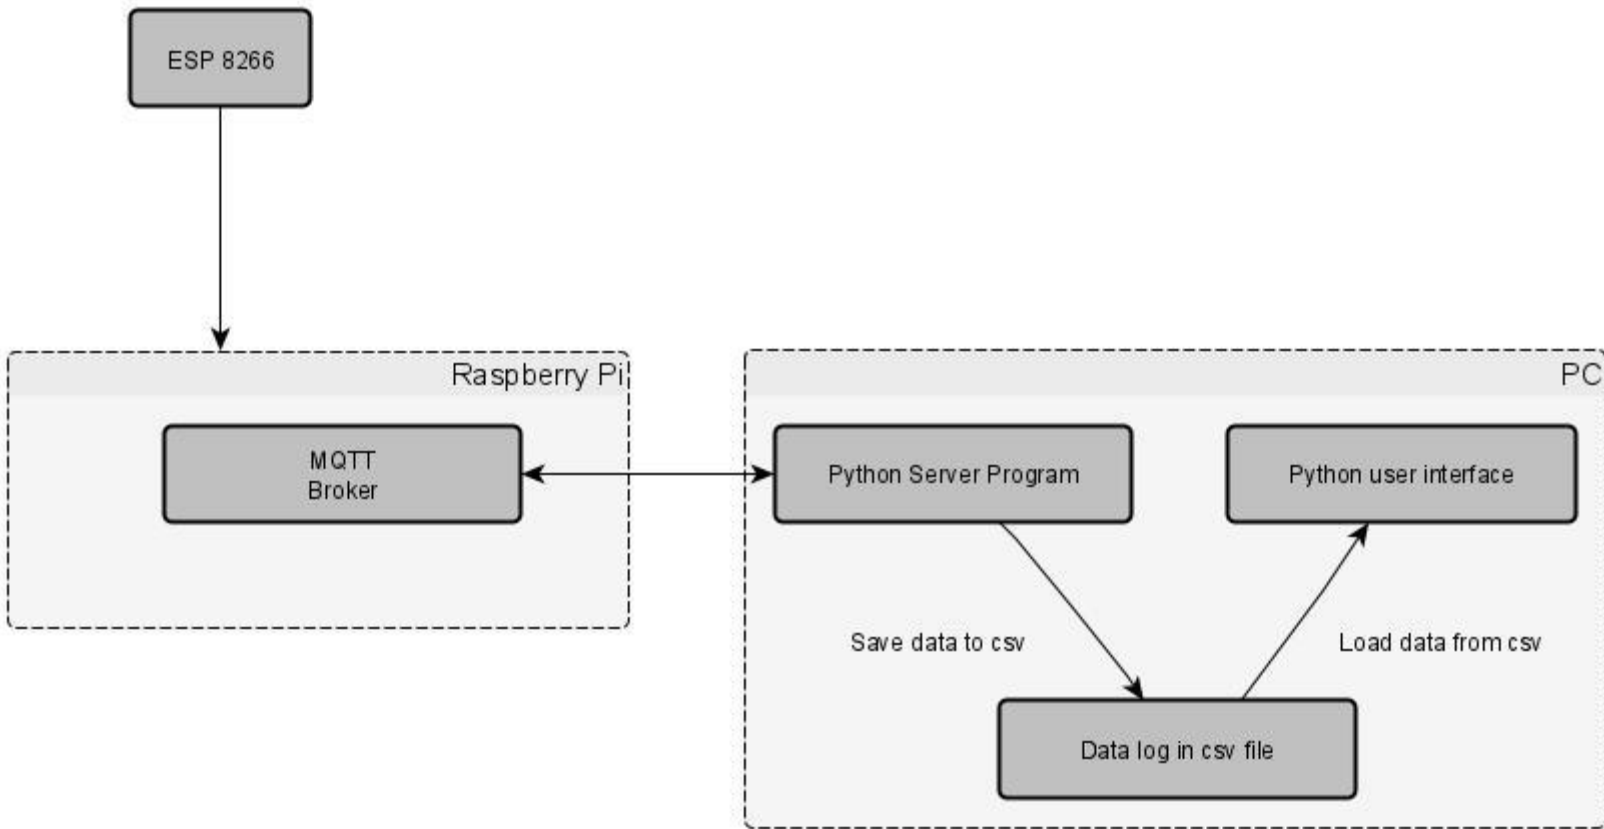 ESP 8266
Raspberry Pi
PC
MQTT
Broker
Python Server Program
Python user interface
Save data to csv
Load data from csv
Data log in csv file